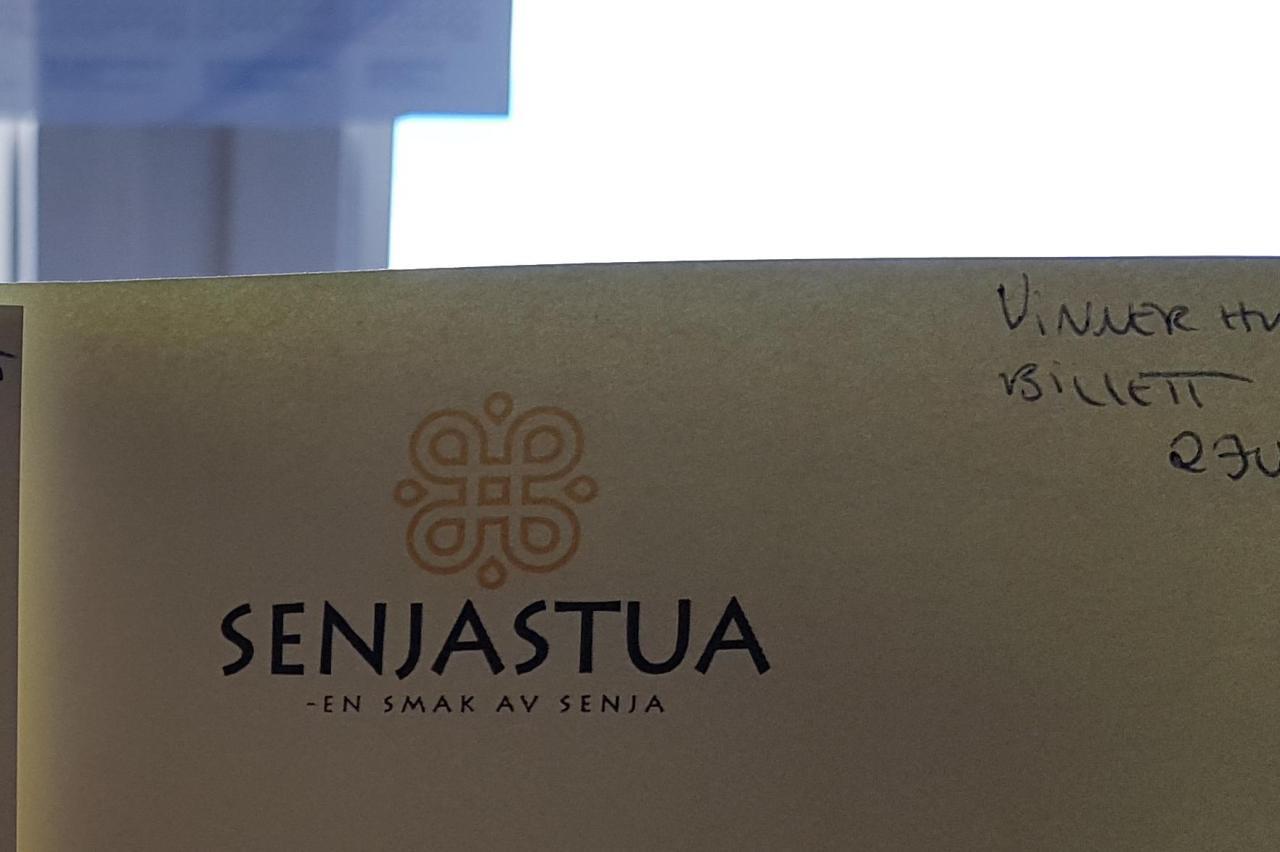 VINNER
BILLETT
SENJASTUA
-EN SMAK AV SENJA